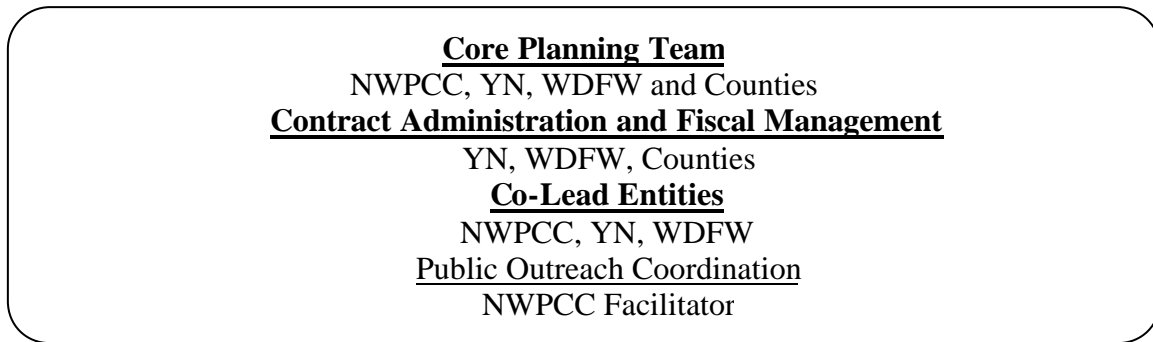 Core Planning Team
NWPCC, YN, WDFW and Counties
Contract Administration and Fiscal Management
YN, WDFW, Counties
Co-Lead Entities
NWPCC, YN, WDFW
Public Outreach Coordination
NWPCC Facilitator